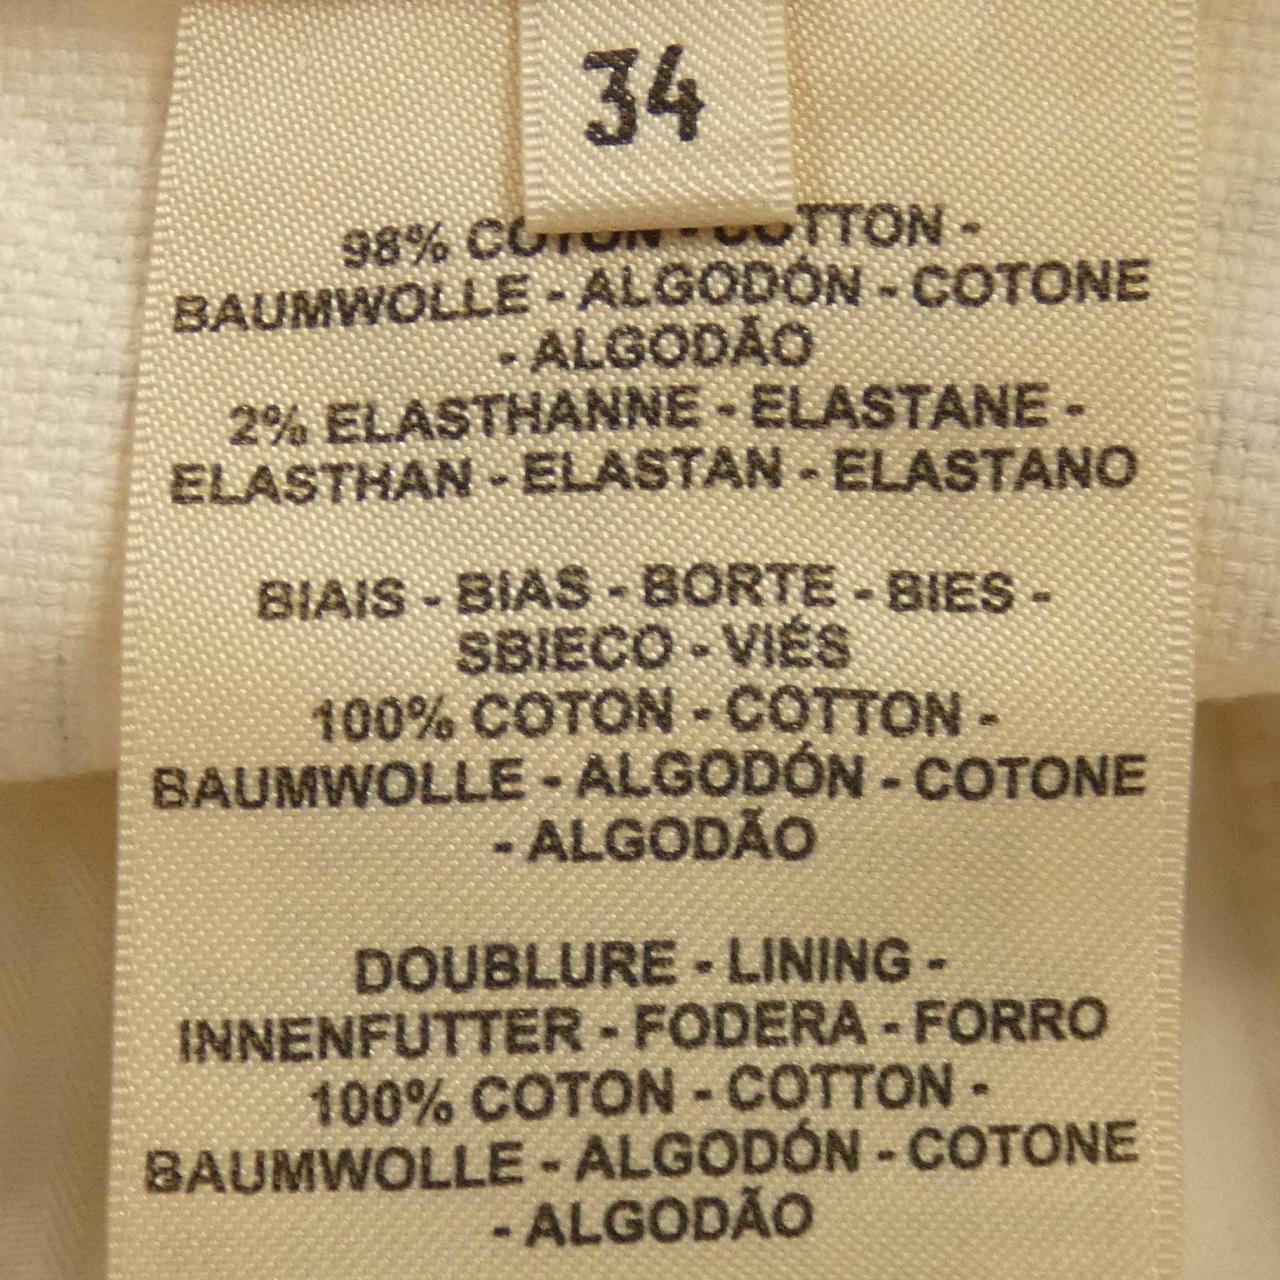 34
98% COTON - COTTON -
BAUMWOLLE - ALGODÓN - COTONE
- ALGODÃO
2% ELASTHANNE - ELASTANE -
ELASTHAN - ELASTAN - ELASTANO
BIAIS - BIAS - BORTE - BIES -
SBIECO - VIÉS
100% COTON - COTTON -
BAUMWOLLE - ALGODÓN - COTONE
- ALGODÃO
DOUBLURE - LINING -
INNENFUTTER - FODERA - FORRO
100% COTON - COTTON -
BAUMWOLLE - ALGODÓN - COTONE
- ALGODÃO